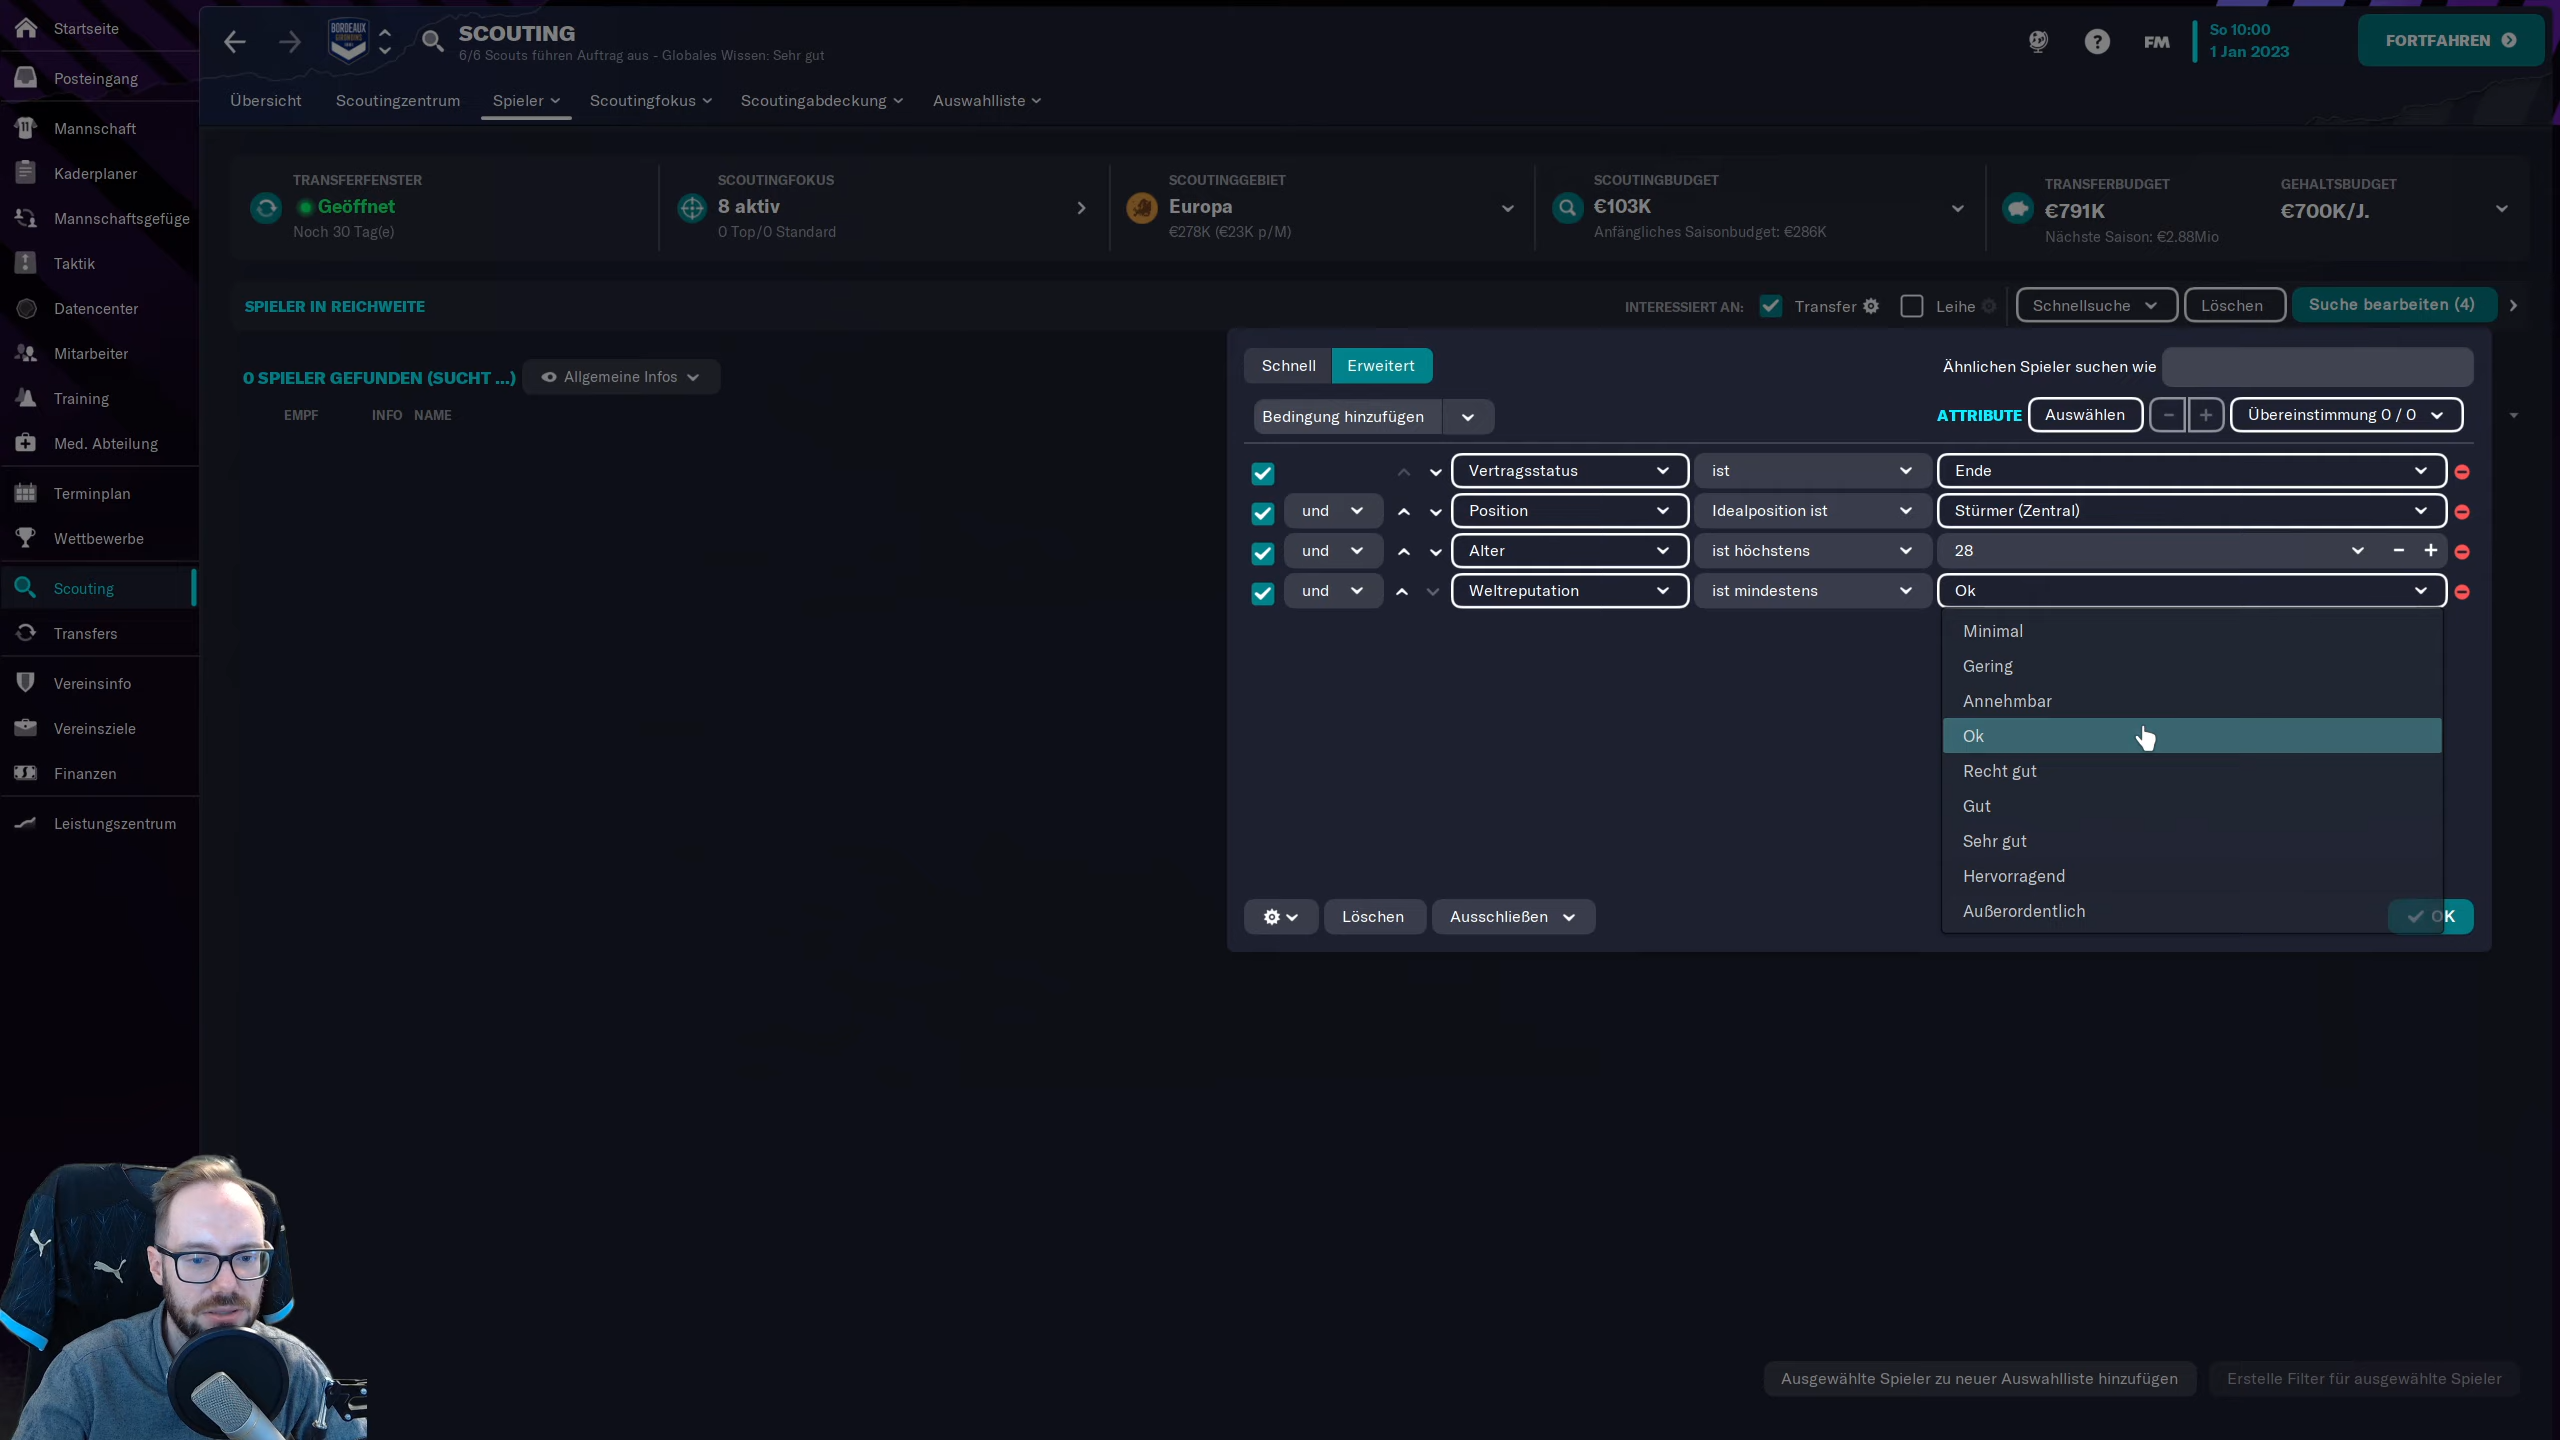 Startseite
Posteingang
Mannschaft
Kaderplaner
Mannschaftsgefüge
Taktik
Datencenter
Mitarbeiter
Training
Med. Abteilung
Terminplan
Wettbewerbe
Scouting
Transfers
Vereinsinfo
Vereinsziele
Finanzen
Leistungszentrum
BORDEAUX
SCOUTING
6/6 Scouts führen Auftrag aus - Globales Wissen: Sehr gut
FM
So 10:00
1 Jan 2023
FORTFAHREN
Übersicht Scoutingzentrum Spieler Scoutingfokus Scoutingabdeckung Auswahlliste
TRANSFERFENSTER
Geöffnet
Noch 30 Tag(e)
SCOUTINGFOKUS
8 aktiv
0 Top/0 Standard
SCOUTINGGEBIET
Europa
€278K (€23K p/M)
SCOUTINGBUDGET
€103K
Anfängliches Saisonbudget: €286K
TRANSFERBUDGET
€791K
Nächste Saison: €2.88Mio
GEHALTSBUDGET
€700K/J.
SPIELER IN REICHWEITE
INTERESSIERT AN: Transfer Leihe Schnellsuche Löschen Suche bearbeiten (4)
0 SPIELER GEFUNDEN (SUCHT ...) Allgemeine Infos
EMPF INFO NAME
Schnell Erweitert
Ähnlichen Spieler suchen wie
Bedingung hinzufügen
ATTRIBUTE Auswählen - + Übereinstimmung 0 / 0
Vertragsstatus ist Ende
und Position Idealposition ist Stürmer (Zentral)
und Alter ist höchstens 28 - +
und Weltreputation ist mindestens Ok
Minimal
Gering
Annehmbar
Ok
Recht gut
Gut
Sehr gut
Hervorragend
Außerordentlich
Löschen Ausschließen
OK
Ausgewählte Spieler zu neuer Auswahlliste hinzufügen
Erstelle Filter für ausgewählte Spieler